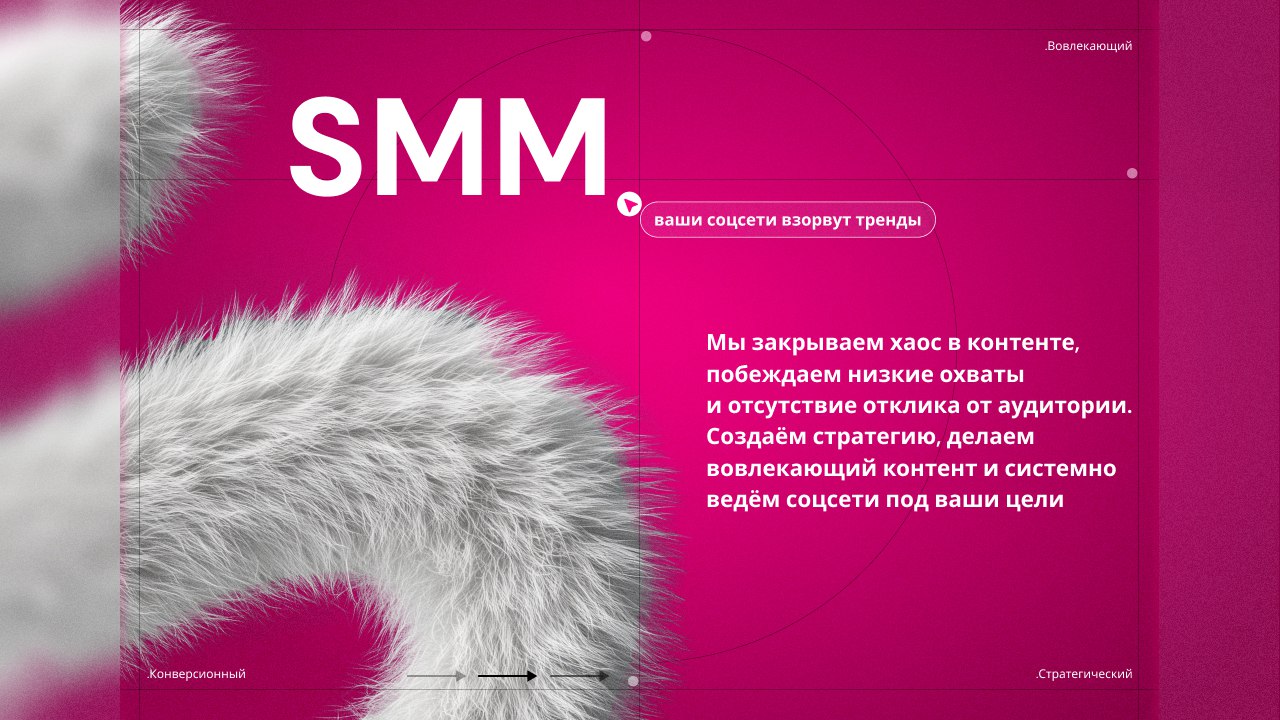 .Вовлекающий
SMM
ваши соцсети взорвут тренды
Мы закрываем хаос в контенте,
побеждаем низкие охваты
и отсутствие отклика от аудитории.
Создаём стратегию, делаем
вовлекающий контент и системно
ведём соцсети под ваши цели
.Конверсионный
.Стратегический